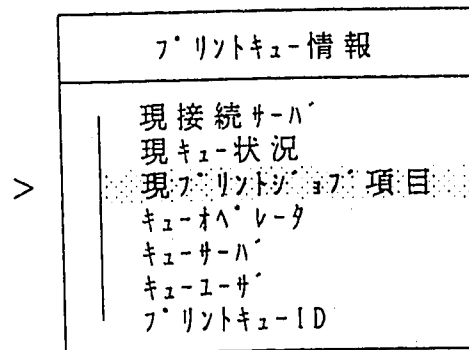 プリントキュー情報
現接続サーバ
現キュー状況
> 現プリントジョブ項目
キューオペレータ
キューサーバ
キューユーザ
プリントキューID